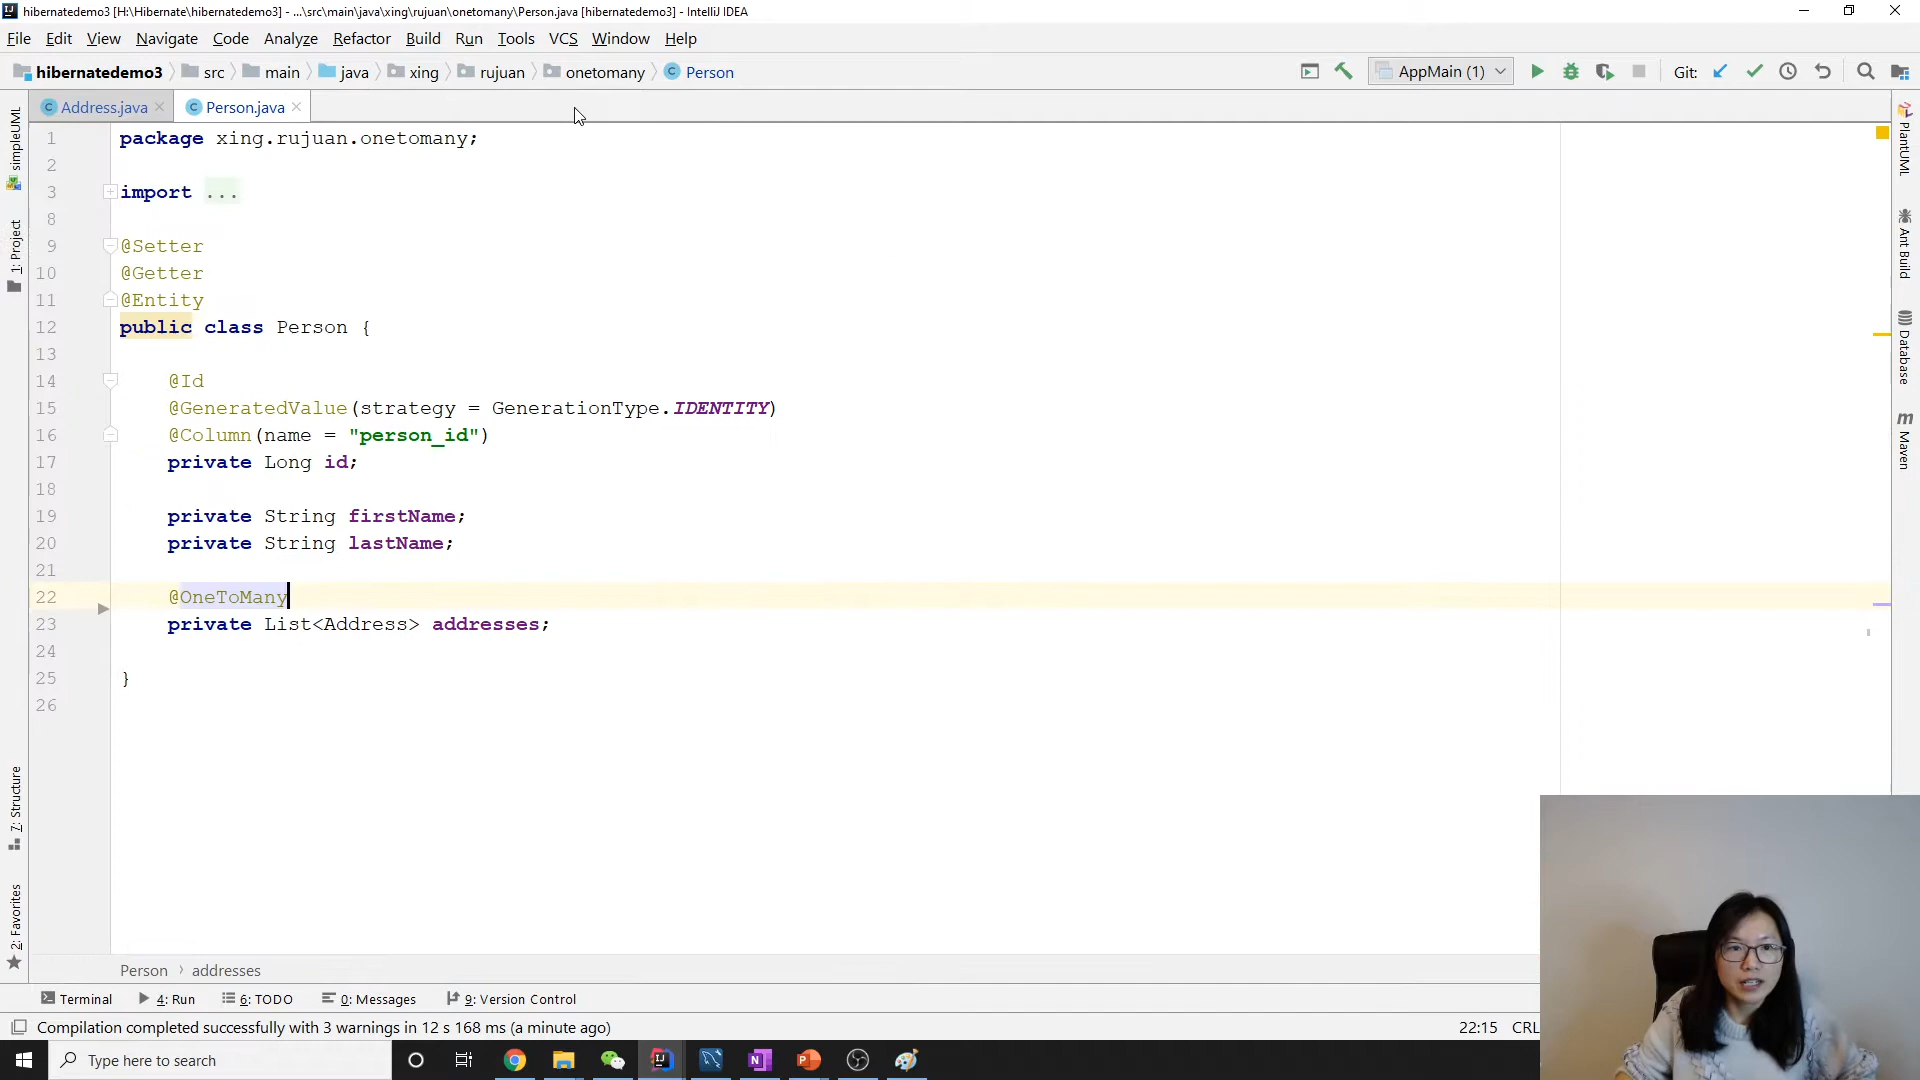 hibernatedemo3 [H:\Hibernate\hibernatedemo3] - ...\src\main\java\xing\rujuan\onetomany\Person.java [hibernatedemo3] - IntelliJ IDEA
File Edit View Navigate Code Analyze Refactor Build Run Tools VCS Window Help
hibernatedemo3 src main java xing rujuan onetomany Person AppMain (1) Git:
Address.java Person.java
1 package xing.rujuan.onetomany;
2
3 import ...
8
9 @Setter
10 @Getter
11 @Entity
12 public class Person {
13
14 @Id
15 @GeneratedValue(strategy = GenerationType.IDENTITY)
16 @Column(name = "person_id")
17 private Long id;
18
19 private String firstName;
20 private String lastName;
21
22 @OneToMany
23 private List<Address> addresses;
24
25 }
26
simpleUML
1: Project
7: Structure
2: Favorites
PlantUML
Ant Build
Database
m
Maven
Person › addresses
Terminal 4: Run 6: TODO 0: Messages 9: Version Control
Compilation completed successfully with 3 warnings in 12 s 168 ms (a minute ago) 22:15 CRL
Type here to search